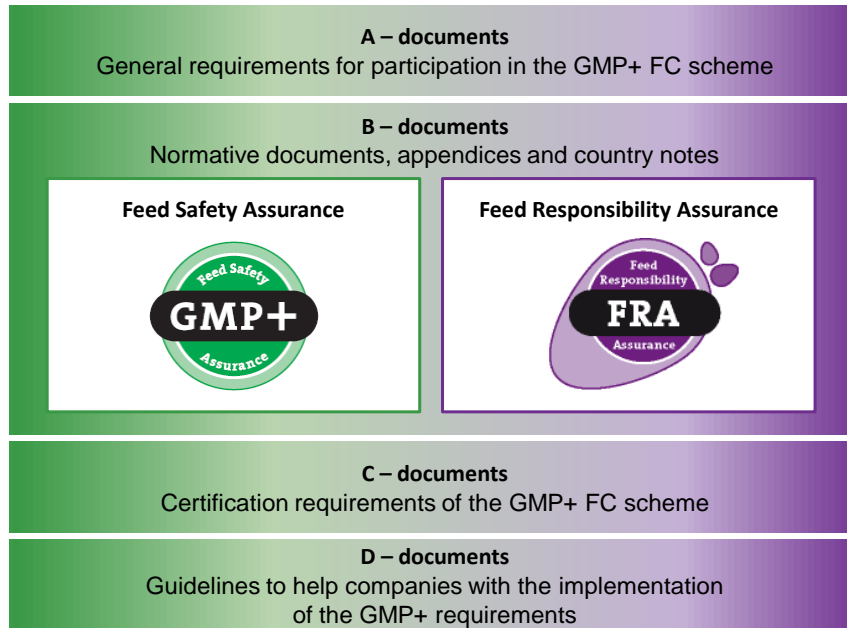 A – documents
General requirements for participation in the GMP+ FC scheme
B – documents
Normative documents, appendices and country notes
Feed Safety Assurance
Feed Safety
GMP+
Assurance
Feed Responsibility Assurance
Feed
Responsibility
FRA
Assurance
C – documents
Certification requirements of the GMP+ FC scheme
D – documents
Guidelines to help companies with the implementation
of the GMP+ requirements